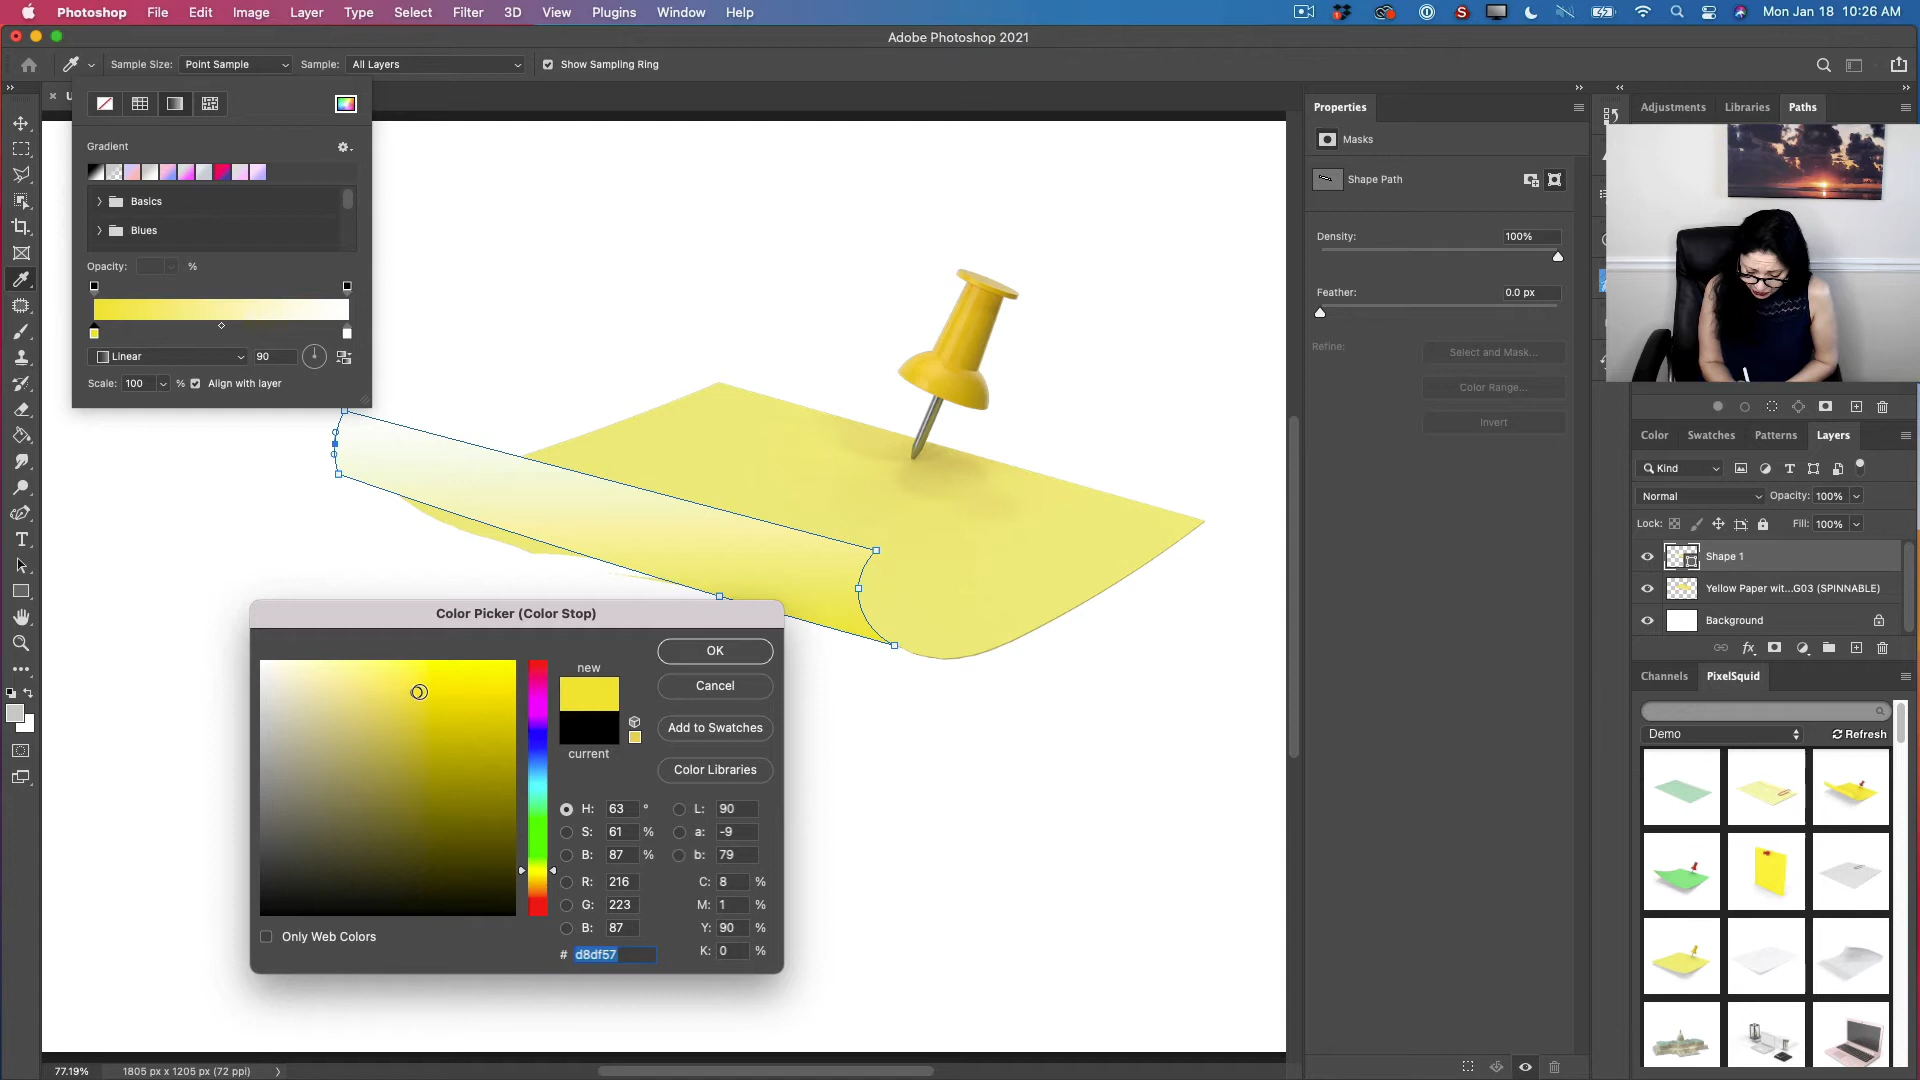 Photoshop File Edit Image Layer Type Select Filter 3D View Plugins Window Help Mon Jan 18 10:26 AM
Adobe Photoshop 2021
Sample Size: Point Sample Sample: All Layers Show Sampling Ring
Properties Adjustments Libraries Paths
Masks
Gradient
Shape Path
Basics
Blues
Density: 100%
Opacity: %
Feather: 0.0 px
Refine: Select and Mask...
Linear 90
Scale: 100 % Align with layer
Color Range...
Invert
Color Swatches Patterns Layers
Kind
Normal Opacity: 100%
Lock: Fill: 100%
Shape 1
Yellow Paper wit...G03 (SPINNABLE)
Background
Color Picker (Color Stop)
new
OK
Cancel
Add to Swatches
current
Color Libraries
H: 63 ° L: 90
S: 61 % a: -9
B: 87 % b: 79
R: 216 C: 8 %
G: 223 M: 1 %
B: 87 Y: 90 %
# d8df57 K: 0 %
Only Web Colors
Channels PixelSquid
Demo Refresh
77.19% 1805 px x 1205 px (72 ppi)